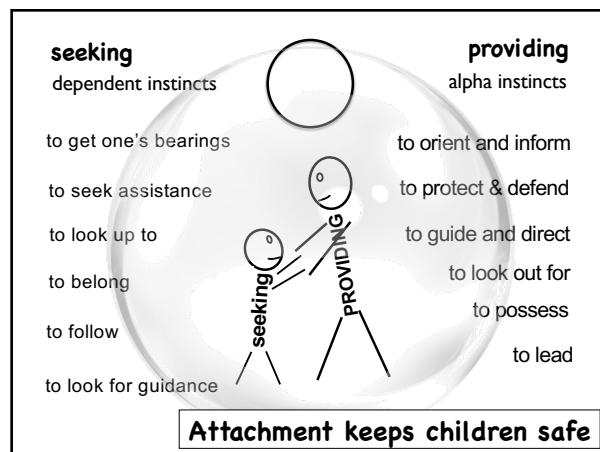 seeking
dependent instincts
to get one's bearings
to seek assistance
to look up to
to belong
to follow
to look for guidance
providing
alpha instincts
to orient and inform
to protect & defend
to guide and direct
to look out for
to possess
to lead
seeking
PROVIDING
Attachment keeps children safe